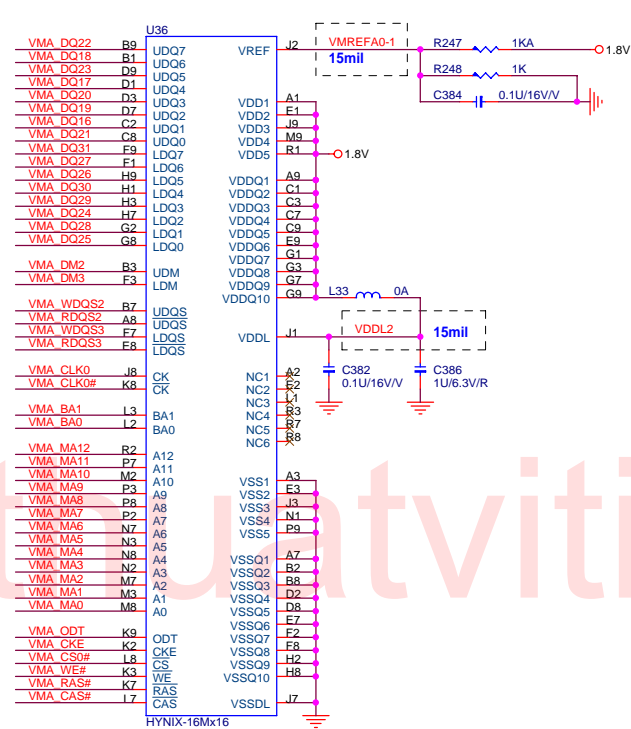 U36
VMA_DQ22 B9 UDQ7 VREF J2 VMREFA0-1 R247 1KA 1.8V
15mil
VMA_DQ18 B1 UDQ6
VMA_DQ23 D9 UDQ5 R248 1K
VMA_DQ17 D1 UDQ4
VMA_DQ20 D3 UDQ3 VDD1 A1 C384 0.1U/16V/V
VMA_DQ19 D7 UDQ2 VDD2 E1
VMA_DQ16 C2 UDQ1 VDD3 J9
VMA_DQ21 C8 UDQ0 VDD4 M9
VMA_DQ31 F9 LDQ7 VDD5 R1 1.8V
VMA_DQ27 F1 LDQ6
VMA_DQ26 H9 LDQ5 VDDQ1 A9
VMA_DQ30 H1 LDQ4 VDDQ2 C1
VMA_DQ29 H3 LDQ3 VDDQ3 C3
VMA_DQ24 H7 LDQ2 VDDQ4 C7
VMA_DQ28 G2 LDQ1 VDDQ5 C9
VMA_DQ25 G8 LDQ0 VDDQ6 E9
VDDQ7 G1
VMA_DM2 B3 UDM VDDQ8 G3
VMA_DM3 F3 LDM VDDQ9 G7
VDDQ10 G9 L33 0A
VMA_WDQS2 B7 UDQS
VMA_RDQS2 A8 UDQS
VMA_WDQS3 F7 LDQS VDDL J1 VDDL2 15mil
VMA_RDQS3 E8 LDQS
VMA_CLK0 J8 CK NC1 A2 C382 C386
VMA_CLK0# K8 CK NC2 E2 0.1U/16V/V 1U/6.3V/R
NC3 L1
VMA_BA1 L3 BA1 NC4 R3
VMA_BA0 L2 BA0 NC5 R7
NC6 R8
VMA_MA12 R2 A12
VMA_MA11 P7 A11
VMA_MA10 M2 A10 VSS1 A3
VMA_MA9 P3 A9 VSS2 E3
VMA_MA8 P8 A8 VSS3 J3
VMA_MA7 P2 A7 VSS4 N1
VMA_MA6 N7 A6 VSS5 P9
VMA_MA5 N3 A5
VMA_MA4 N8 A4 VSSQ1 A7
VMA_MA3 N2 A3 VSSQ2 B2
VMA_MA2 M7 A2 VSSQ3 B8
VMA_MA1 M3 A1 VSSQ4 D2
VMA_MA0 M8 A0 VSSQ5 D8
VSSQ6 E7
VMA_ODT K9 ODT VSSQ7 F2
VMA_CKE K2 CKE VSSQ8 F8
VMA_CS0# L8 CS VSSQ9 H2
VMA_WE# K3 WE VSSQ10 H8
VMA_RAS# K7 RAS
VMA_CAS# L7 CAS VSSDL J7
HYNIX-16Mx16
thuatviti